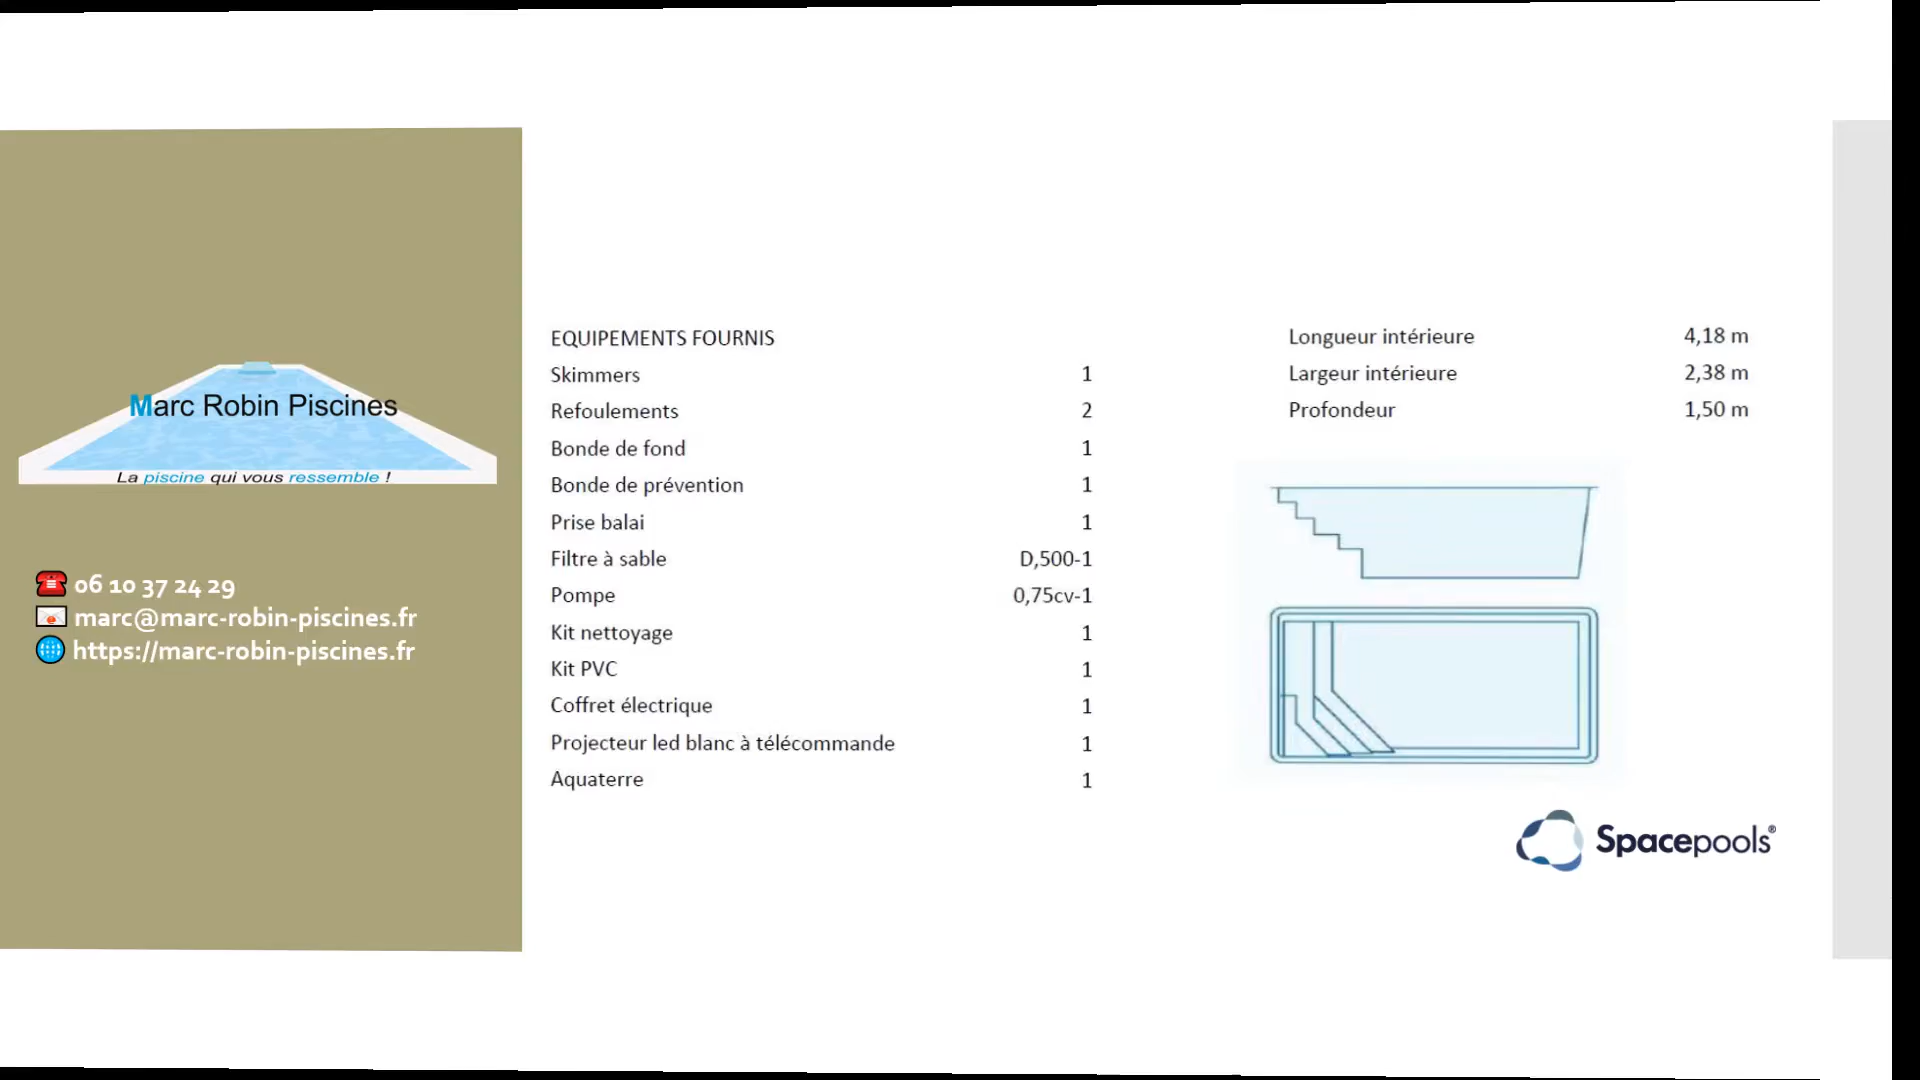 Marc Robin Piscines
La piscine qui vous ressemble !
06 10 37 24 29
marc@marc-robin-piscines.fr
https://marc-robin-piscines.fr
EQUIPEMENTS FOURNIS
Skimmers 1
Refoulements 2
Bonde de fond 1
Bonde de prévention 1
Prise balai 1
Filtre à sable D,500-1
Pompe 0,75cv-1
Kit nettoyage 1
Kit PVC 1
Coffret électrique 1
Projecteur led blanc à télécommande 1
Aquaterre 1
Longueur intérieure 4,18 m
Largeur intérieure 2,38 m
Profondeur 1,50 m
Spacepools®